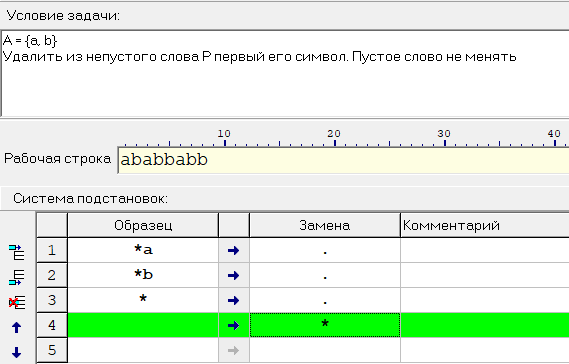 Условие задачи:
A = {a, b}
Удалить из непустого слова P первый его символ. Пустое слово не менять
10 20 30 40
Рабочая строка ababbabb
Система подстановок:
Образец Замена Комментарий
1 *a → .
2 *b → .
3 * → .
4 → *
5 →